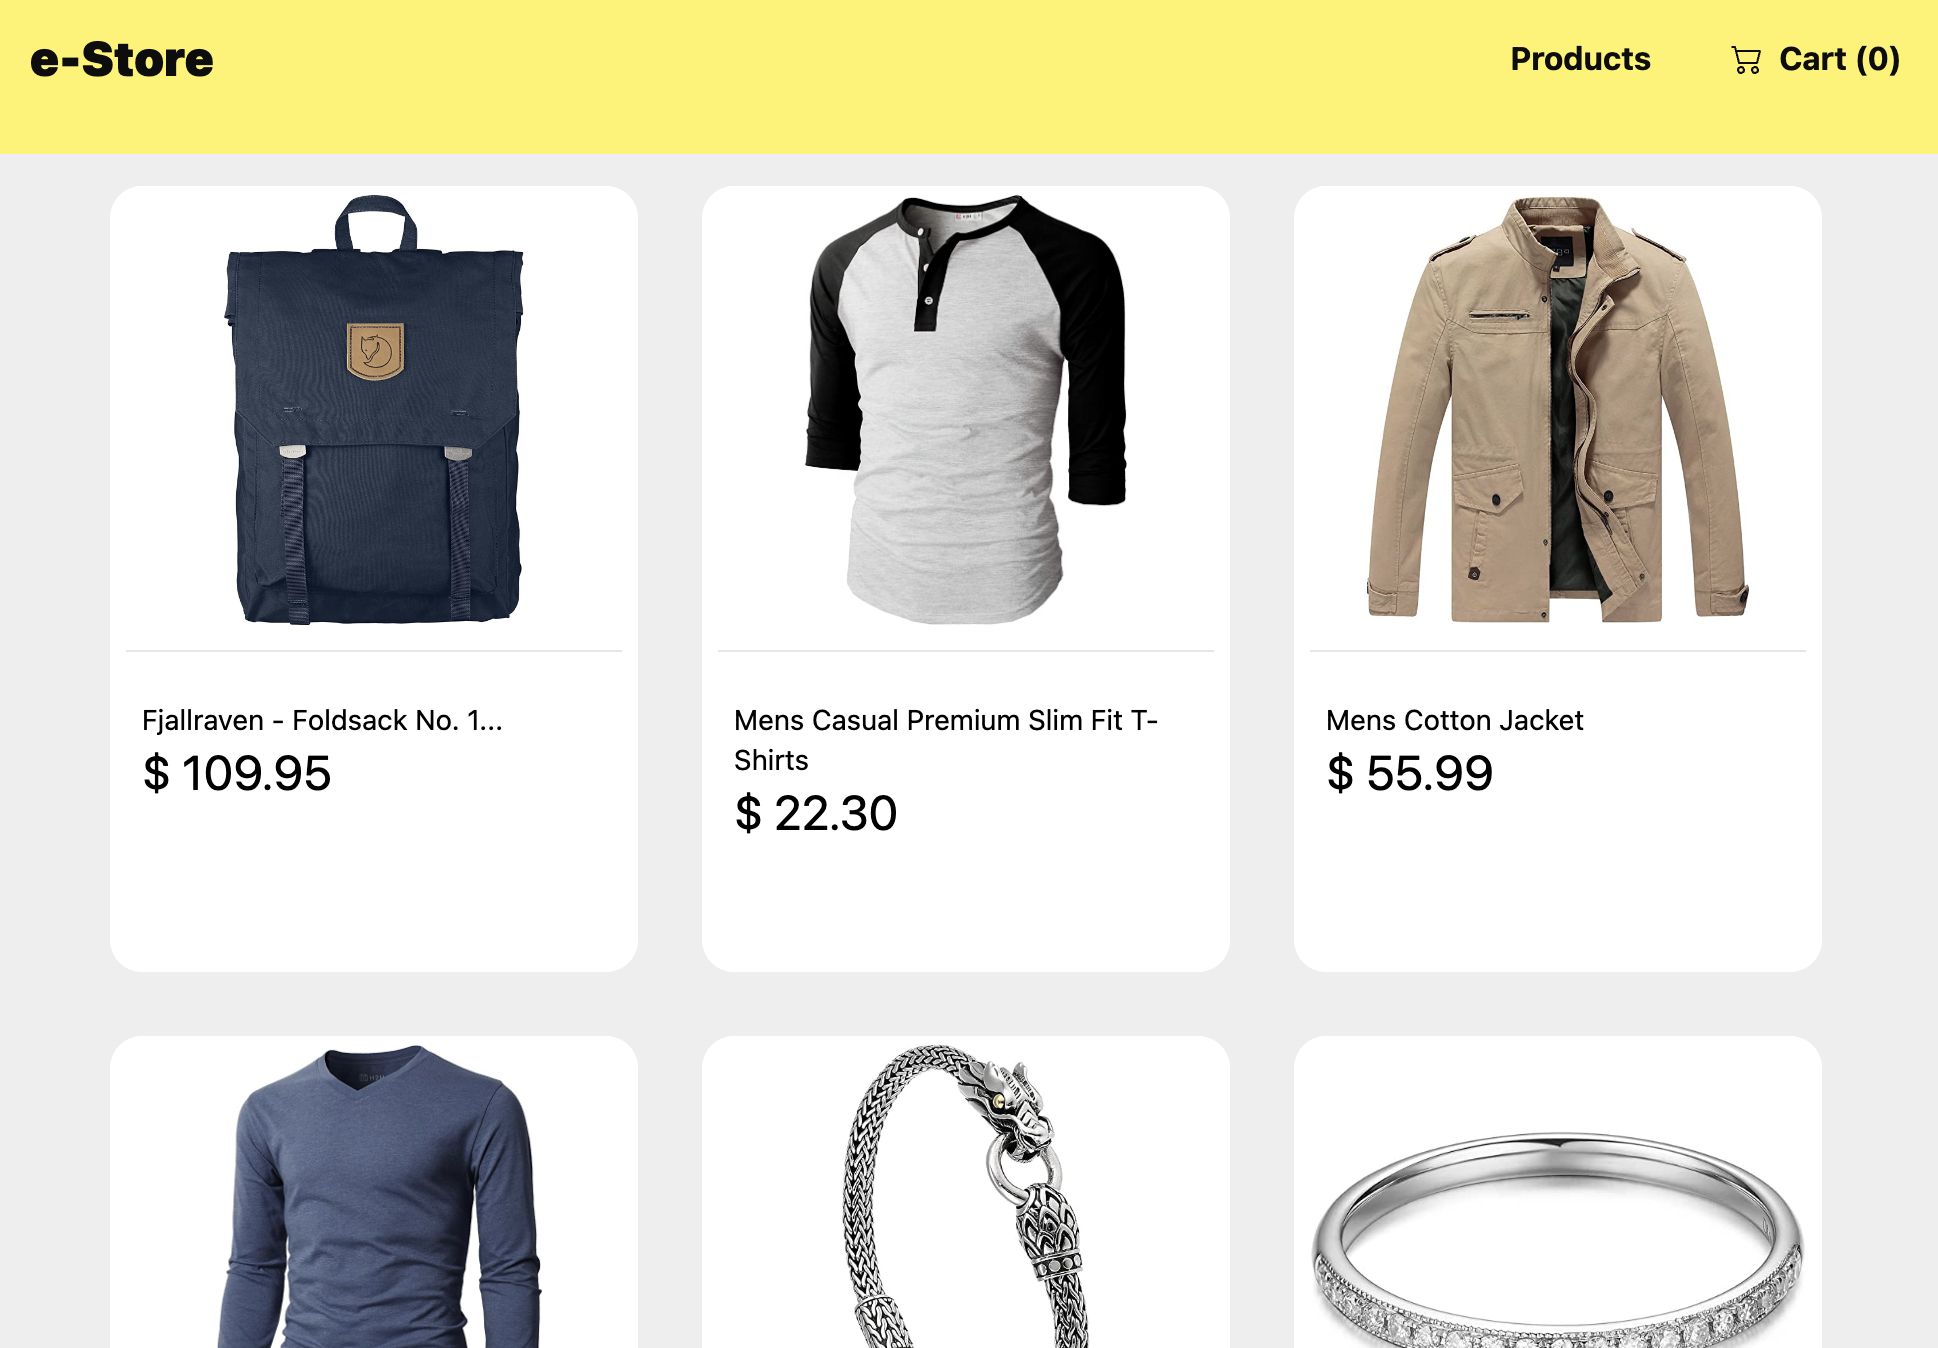 e-Store
Products
Cart (0)
Fjallraven - Foldsack No. 1...
$ 109.95
Mens Casual Premium Slim Fit T-
Shirts
$ 22.30
Mens Cotton Jacket
$ 55.99